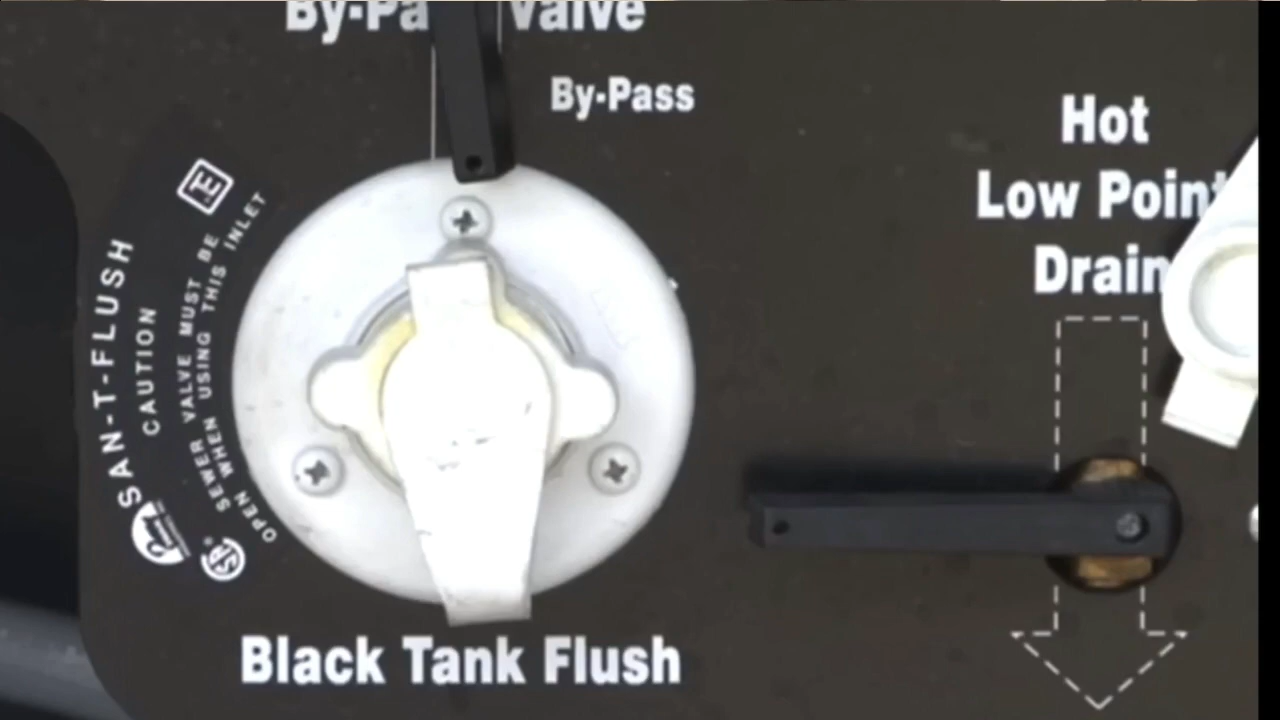 By-Pa Valve
By-Pass
Hot
Low Point
Drain
SAN-T-FLUSH
CAUTION
SEWER VALVE MUST BE
OPEN WHEN USING THIS INLET
Black Tank Flush